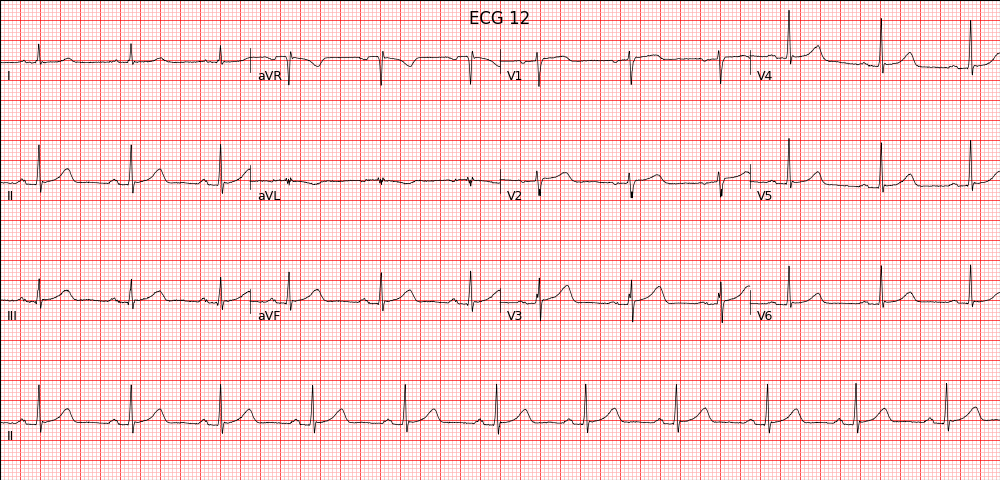 ECG 12
I aVR V1 V4
II aVL V2 V5
III aVF V3 V6
II